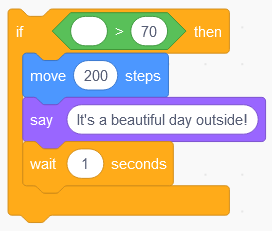 if > 70 then
move 200 steps
say It's a beautiful day outside!
wait 1 seconds